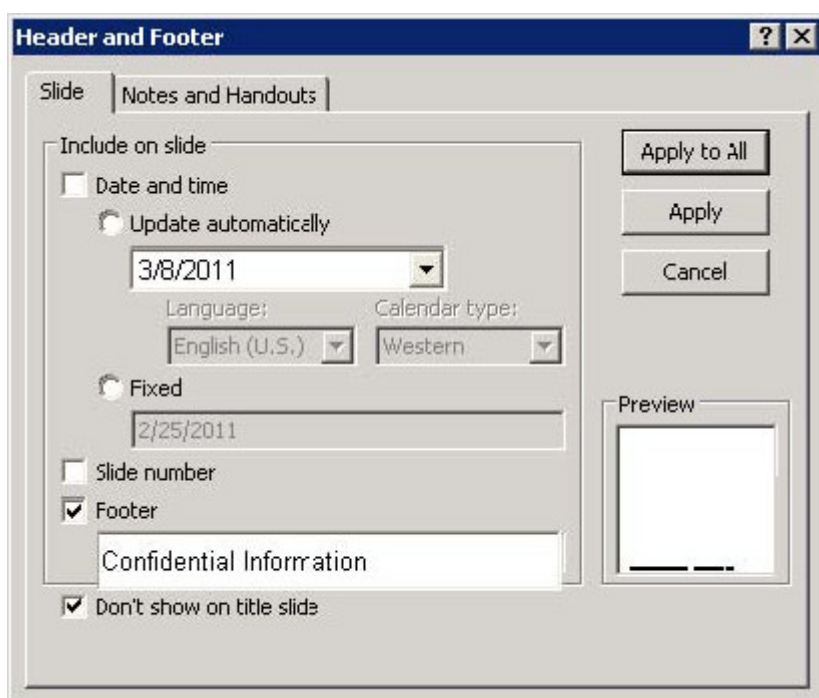 Header and Footer
Slide Notes and Handouts
Include on slide
Apply to All
Date and time
Apply
Update automatically
3/8/2011
Cancel
Language: Calendar type:
English (U.S.) Western
Fixed
Preview
2/25/2011
Slide number
Footer
Confidential Information
Don't show on title slide